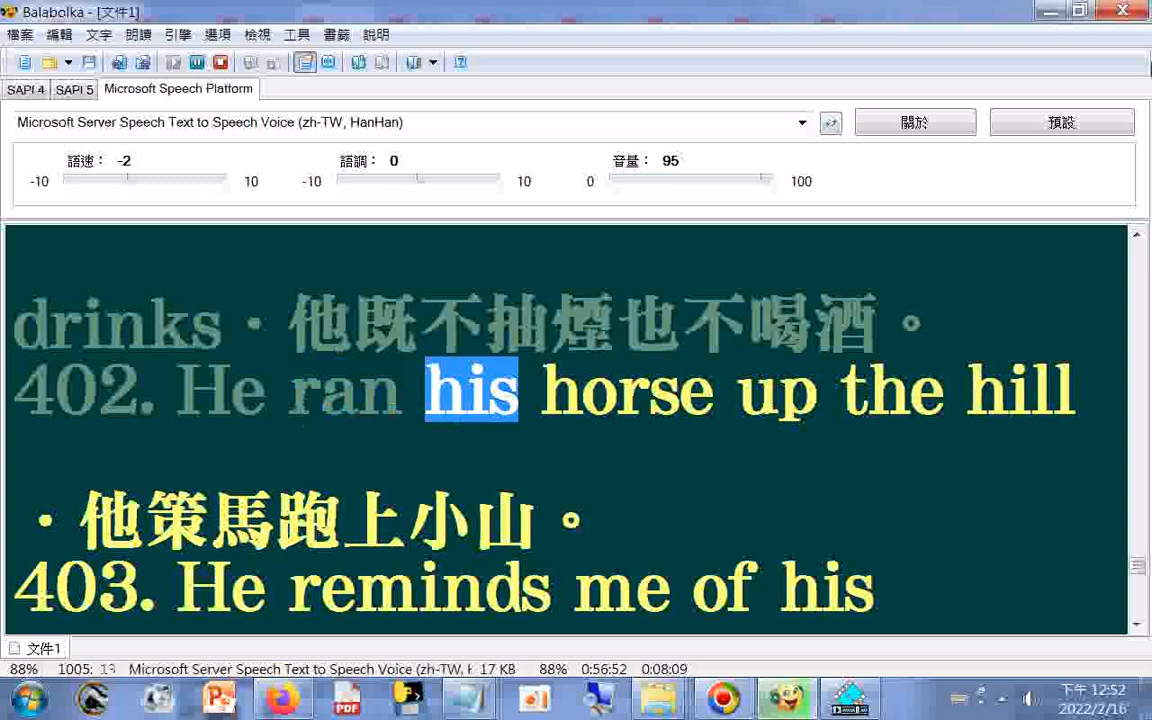 Balabolka - [文件1]
檔案 編輯 文字 朗讀 引擎 選項 檢視 工具 書籤 說明
SAPI 4 SAPI 5 Microsoft Speech Platform
Microsoft Server Speech Text to Speech Voice (zh-TW, HanHan) 關於 預設
語速： -2 語調： 0 音量： 95
-10 10 -10 10 0 100
drinks · 他既不抽煙也不喝酒。
402. He ran his horse up the hill
· 他策馬跑上小山。
403. He reminds me of his
文件1
88% 1005: 13 Microsoft Server Speech Text to Speech Voice (zh-TW, H 17 KB 88% 0:56:52 0:08:09
PDF
下午 12:52
2022/2/16